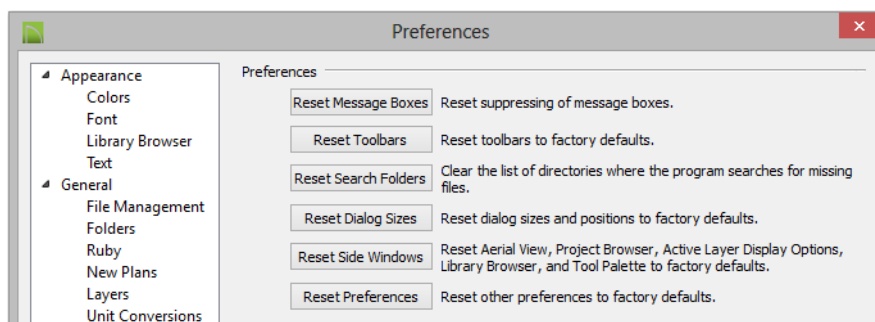 Preferences
Appearance
Colors
Font
Library Browser
Text
General
File Management
Folders
Ruby
New Plans
Layers
Unit Conversions
Preferences
Reset Message Boxes Reset suppressing of message boxes.
Reset Toolbars Reset toolbars to factory defaults.
Reset Search Folders Clear the list of directories where the program searches for missing
files.
Reset Dialog Sizes Reset dialog sizes and positions to factory defaults.
Reset Side Windows Reset Aerial View, Project Browser, Active Layer Display Options,
Library Browser, and Tool Palette to factory defaults.
Reset Preferences Reset other preferences to factory defaults.